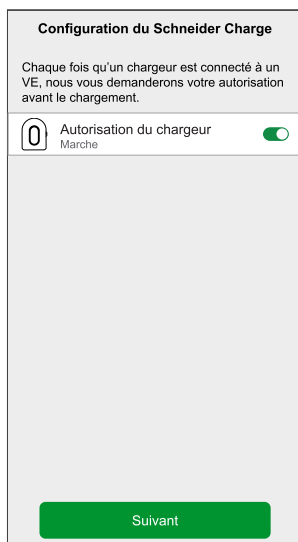 Configuration du Schneider Charge
Chaque fois qu'un chargeur est connecté à un
VE, nous vous demanderons votre autorisation
avant le chargement.
Autorisation du chargeur
Marche
Suivant